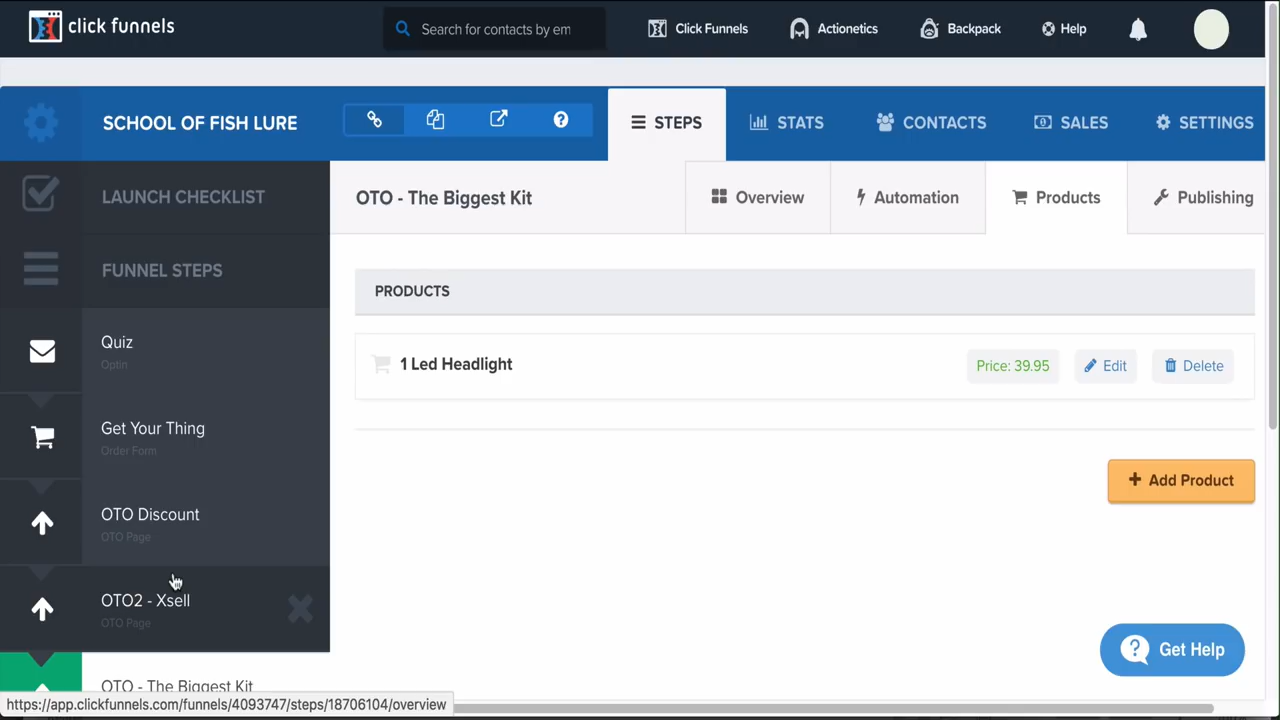 click funnels
Search for contacts by em
Click Funnels
Actionetics
Backpack
Help
SCHOOL OF FISH LURE
STEPS
STATS
CONTACTS
SALES
SETTINGS
LAUNCH CHECKLIST
OTO - The Biggest Kit
Overview
Automation
Products
Publishing
FUNNEL STEPS
PRODUCTS
Quiz
Optin
1 Led Headlight
Price: 39.95
Edit
Delete
Get Your Thing
Order Form
+ Add Product
OTO Discount
OTO Page
OTO2 - Xsell
OTO Page
Get Help
OTO - The Biggest Kit
https://app.clickfunnels.com/funnels/4093747/steps/18706104/overview